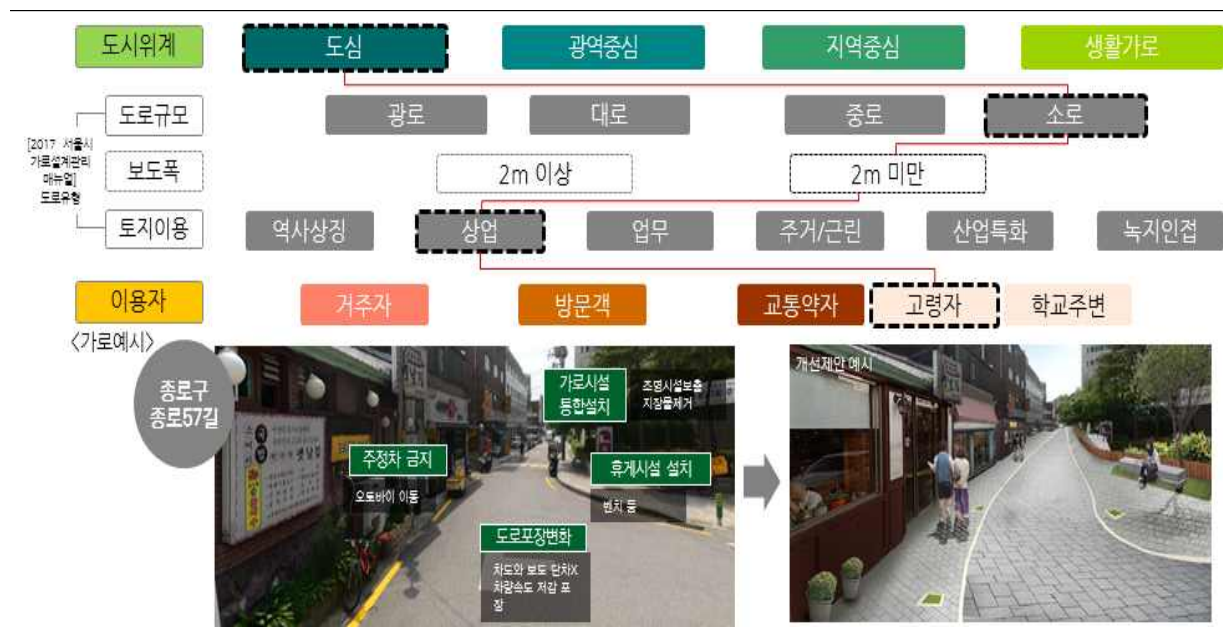 도시위계 도심 광역중심 지역중심 생활가로
도로규모 광로 대로 중로 소로
[2017 서울시
가로설계관리
매뉴얼]
도로유형
보도폭 2m 이상 2m 미만
토지이용 역사상징 상업 업무 주거/근린 산업특화 녹지인접
이용자 거주자 방문객 교통약자 고령자 학교주변
<가로예시>
종로구
종로57길
가로시설
통합설치
조명시설보충
지장물제거
주정차 금지
오토바이 이동
휴게시설 설치
벤치 등
도로포장변화
차도와 보도 단차X
차량속도 저감 포
장
개선제안 예시